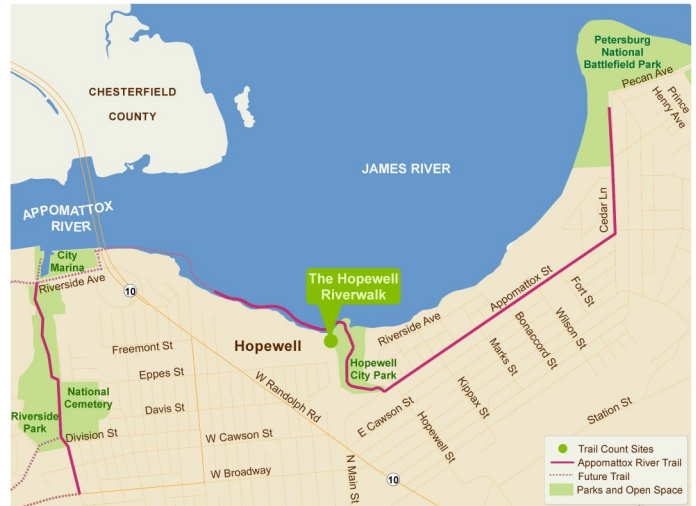 Petersburg
National
Battlefield Park
Pecan Ave
Prince
Henry Ave
CHESTERFIELD
COUNTY
JAMES RIVER
APPOMATTOX
RIVER
Cedar Ln
City
Marina
Riverside Ave
10
The Hopewell
Riverwalk
Appomattox St
Fort St
Riverside Ave
Wilson St
Bonaccord St
Marks St
Freemont St
Hopewell
Hopewell
City Park
Eppes St
W Randolph Rd
Kippax St
National
Cemetery
Davis St
Riverside
Park
Division St
W Cawson St
E Cawson St
Hopewell St
Station St
W Broadway
N Main St
10
Trail Count Sites
Appomattox River Trail
Future Trail
Parks and Open Space